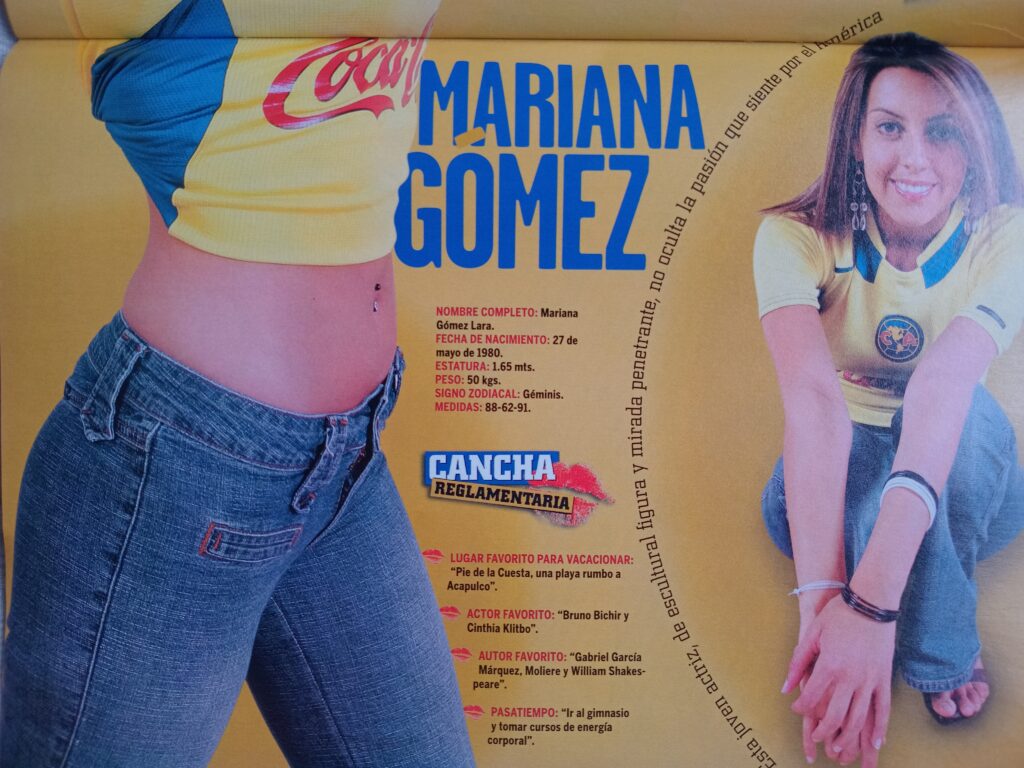 MARIANA
GÓMEZ
NOMBRE COMPLETO: Mariana
Gómez Lara.
FECHA DE NACIMIENTO: 27 de
mayo de 1980.
ESTATURA: 1.65 mts.
PESO: 50 kgs.
SIGNO ZODIACAL: Géminis.
MEDIDAS: 88-62-91.
CANCHA
REGLAMENTARIA
LUGAR FAVORITO PARA VACACIONAR:
“Pie de la Cuesta, una playa rumbo a
Acapulco”.
ACTOR FAVORITO: “Bruno Bichir y
Cinthia Klitbo”.
AUTOR FAVORITO: “Gabriel García
Márquez, Moliere y William Shakes-
peare”.
PASATIEMPO: “Ir al gimnasio
y tomar cursos de energía
corporal”.
Esta joven actriz, de escultural figura y mirada penetrante, no oculta la pasión que siente por el América
CA